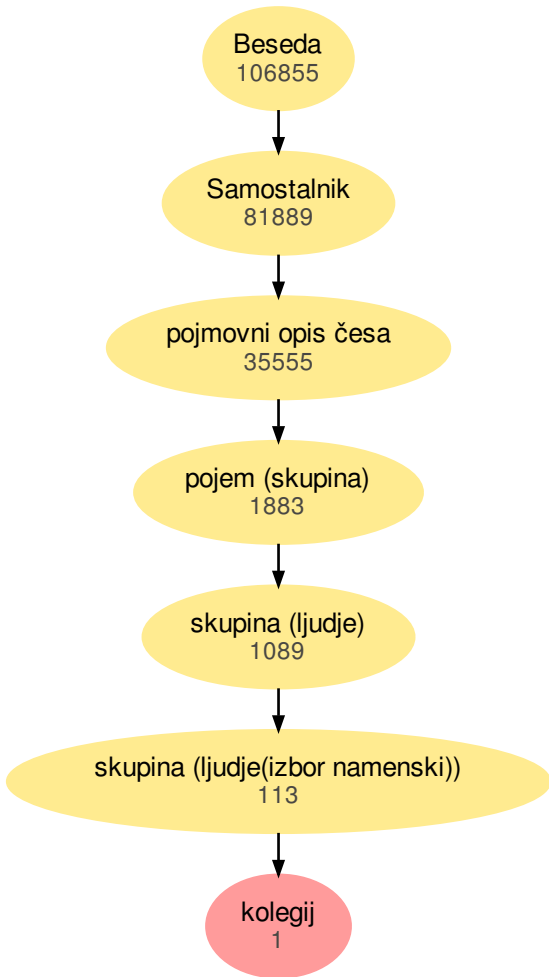 Beseda
106855
Samostalnik
81889
pojmovni opis česa
35555
pojem (skupina)
1883
skupina (ljudje)
1089
skupina (ljudje(izbor namenski))
113
kolegij
1